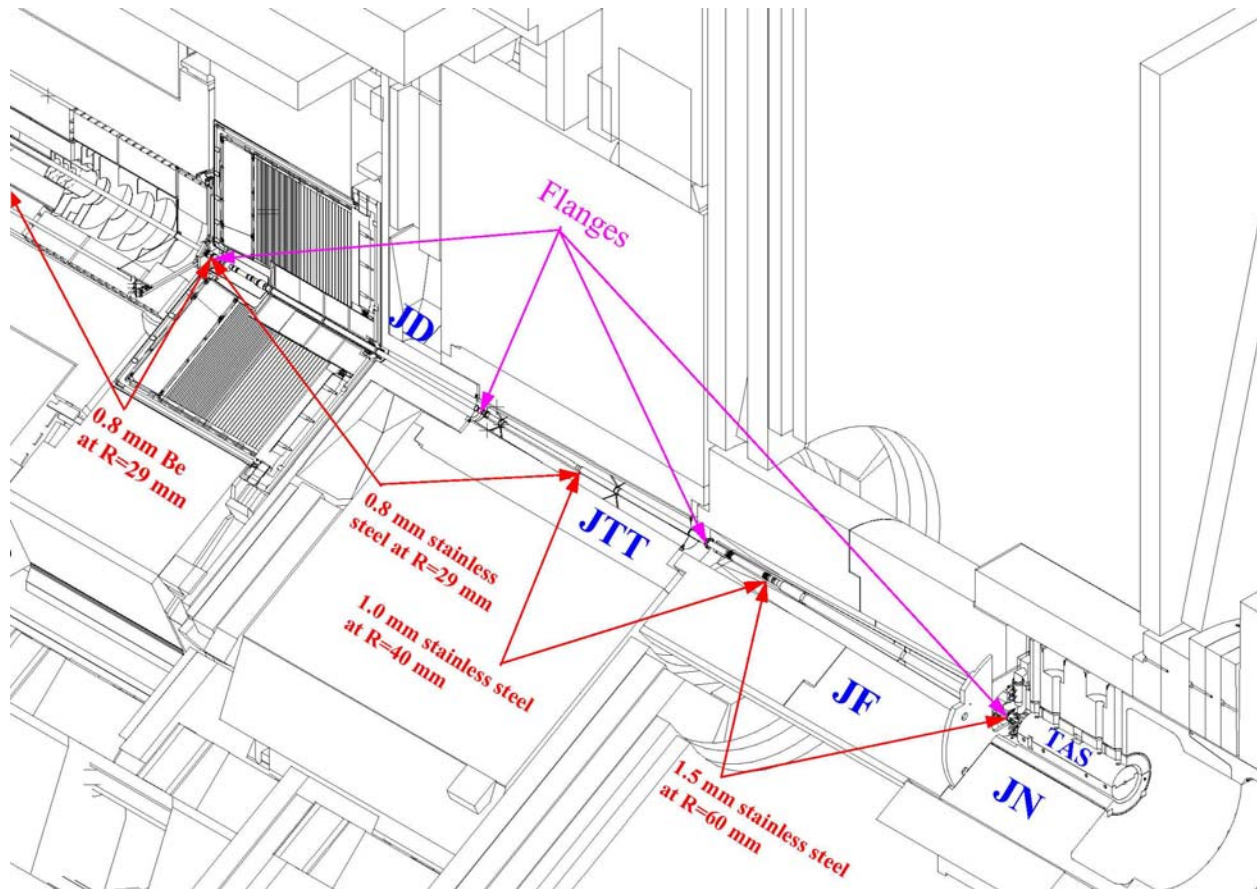 Flanges
JD
0.8 mm Be
at R=29 mm
0.8 mm stainless
steel at R=29 mm
JTT
1.0 mm stainless steel
at R=40 mm
JF
TAS
JN
1.5 mm stainless steel
at R=60 mm